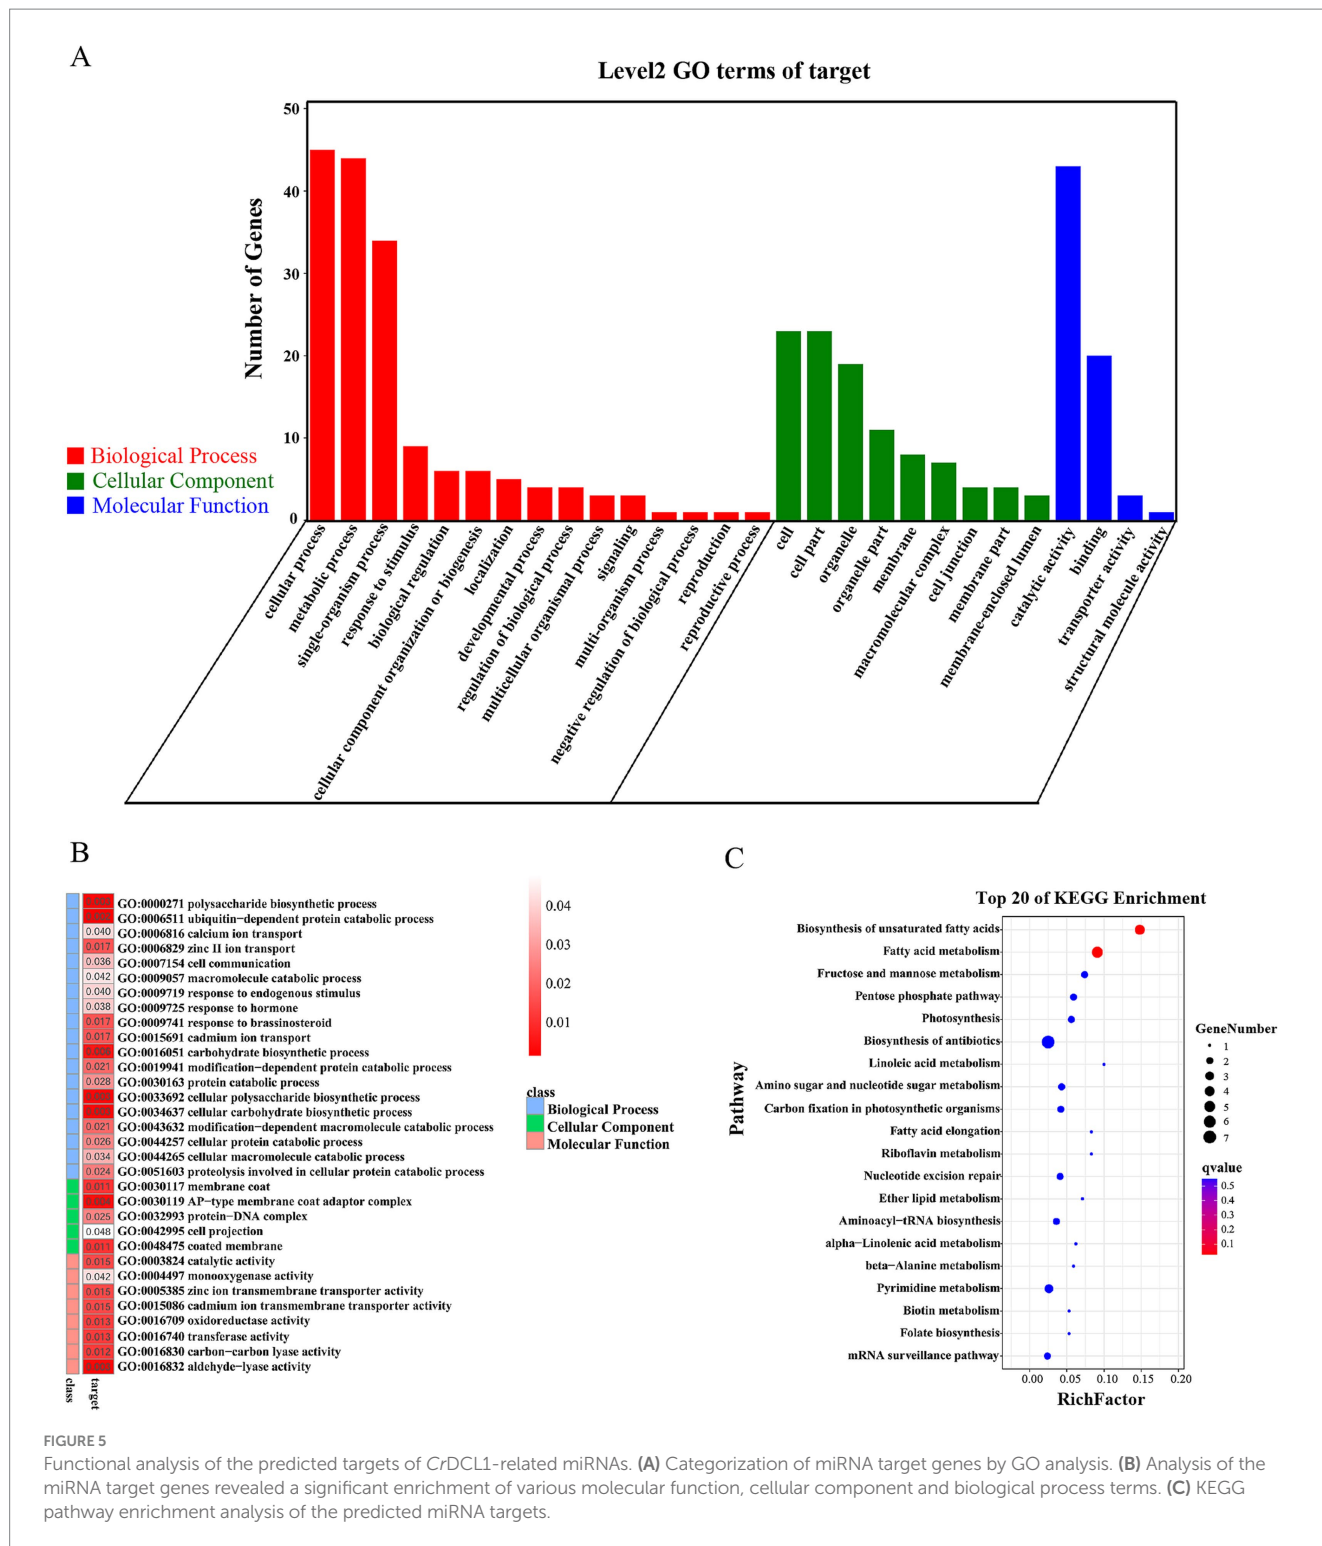 A
Level2 GO terms of target
Number of Genes
50
40
30
20
10
0
Biological Process
Cellular Component
Molecular Function
cellular process
metabolic process
single-organism process
response to stimulus
biological regulation
cellular component organization or biogenesis
localization
developmental process
regulation of biological process
multicellular organismal process
signaling
multi-organism process
negative regulation of biological process
reproduction
reproductive process
cell
cell part
organelle
organelle part
membrane
macromolecular complex
cell junction
membrane part
membrane-enclosed lumen
catalytic activity
binding
transporter activity
structural molecule activity
B
GO:0000271 polysaccharide biosynthetic process
GO:0006511 ubiquitin−dependent protein catabolic process
0.040 GO:0006816 calcium ion transport
0.017 GO:0006829 zinc II ion transport
0.036 GO:0007154 cell communication
0.042 GO:0009057 macromolecule catabolic process
0.040 GO:0009719 response to endogenous stimulus
0.038 GO:0009725 response to hormone
0.017 GO:0009741 response to brassinosteroid
0.017 GO:0015691 cadmium ion transport
GO:0016051 carbohydrate biosynthetic process
0.021 GO:0019941 modification−dependent protein catabolic process
0.028 GO:0030163 protein catabolic process
GO:0033692 cellular polysaccharide biosynthetic process
GO:0034637 cellular carbohydrate biosynthetic process
0.021 GO:0043632 modification−dependent macromolecule catabolic process
0.026 GO:0044257 cellular protein catabolic process
0.034 GO:0044265 cellular macromolecule catabolic process
0.024 GO:0051603 proteolysis involved in cellular protein catabolic process
0.011 GO:0030117 membrane coat
0.004 GO:0030119 AP−type membrane coat adaptor complex
0.025 GO:0032993 protein−DNA complex
0.048 GO:0042995 cell projection
0.011 GO:0048475 coated membrane
0.015 GO:0003824 catalytic activity
0.042 GO:0004497 monooxygenase activity
0.015 GO:0005385 zinc ion transmembrane transporter activity
0.015 GO:0015086 cadmium ion transmembrane transporter activity
0.013 GO:0016709 oxidoreductase activity
0.013 GO:0016740 transferase activity
0.012 GO:0016830 carbon−carbon lyase activity
GO:0016832 aldehyde−lyase activity
class
target
0.04
0.03
0.02
0.01
class
Biological Process
Cellular Component
Molecular Function
C
Top 20 of KEGG Enrichment
Pathway
Biosynthesis of unsaturated fatty acids
Fatty acid metabolism
Fructose and mannose metabolism
Pentose phosphate pathway
Photosynthesis
Biosynthesis of antibiotics
Linoleic acid metabolism
Amino sugar and nucleotide sugar metabolism
Carbon fixation in photosynthetic organisms
Fatty acid elongation
Riboflavin metabolism
Nucleotide excision repair
Ether lipid metabolism
Aminoacyl−tRNA biosynthesis
alpha−Linolenic acid metabolism
beta−Alanine metabolism
Pyrimidine metabolism
Biotin metabolism
Folate biosynthesis
mRNA surveillance pathway
0.00 0.05 0.10 0.15 0.20
RichFactor
GeneNumber
1
2
3
4
5
6
7
qvalue
0.5
0.4
0.3
0.2
0.1
FIGURE 5
Functional analysis of the predicted targets of CrDCL1-related miRNAs. (A) Categorization of miRNA target genes by GO analysis. (B) Analysis of the
miRNA target genes revealed a significant enrichment of various molecular function, cellular component and biological process terms. (C) KEGG
pathway enrichment analysis of the predicted miRNA targets.